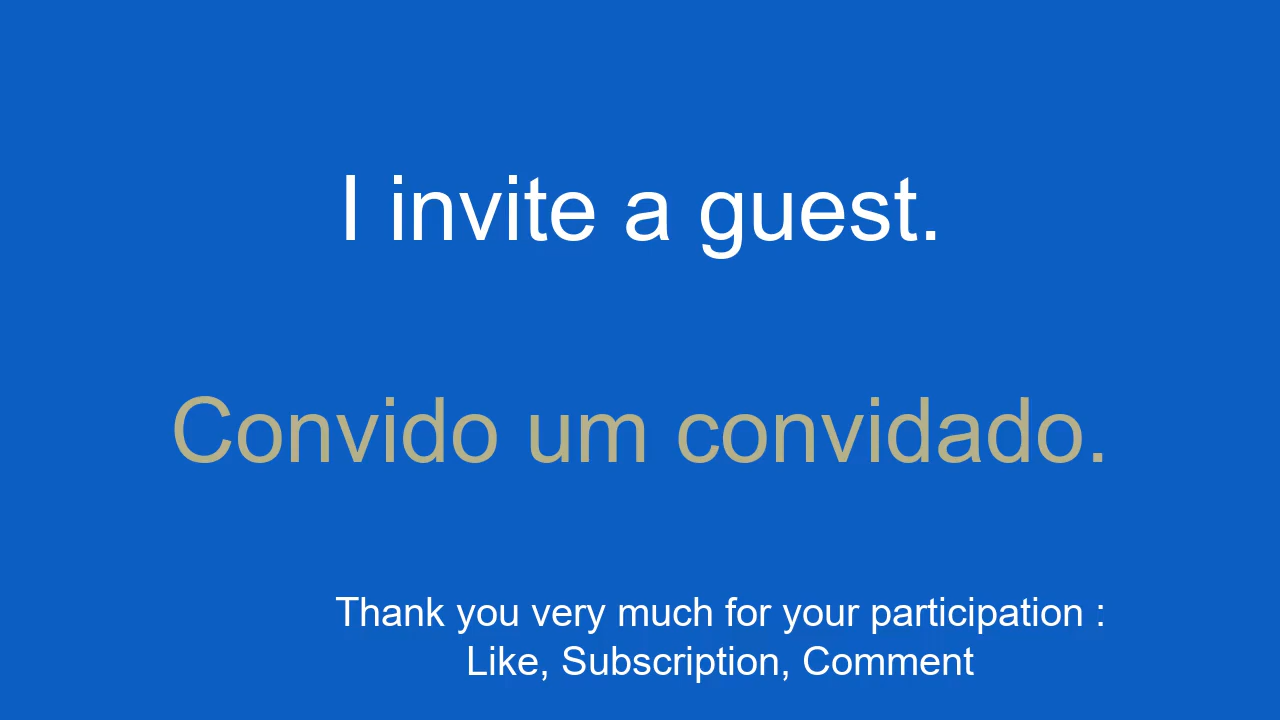 I invite a guest.
Convido um convidado.
Thank you very much for your participation :
Like, Subscription, Comment